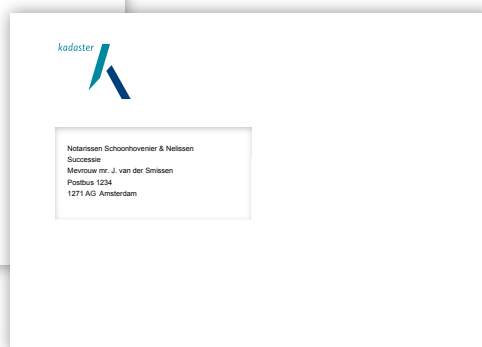 kadaster
Notarissen Schoonhovenier & Nelissen
Successie
Mevrouw mr. J. van der Smissen
Postbus 1234
1271 AG  Amsterdam